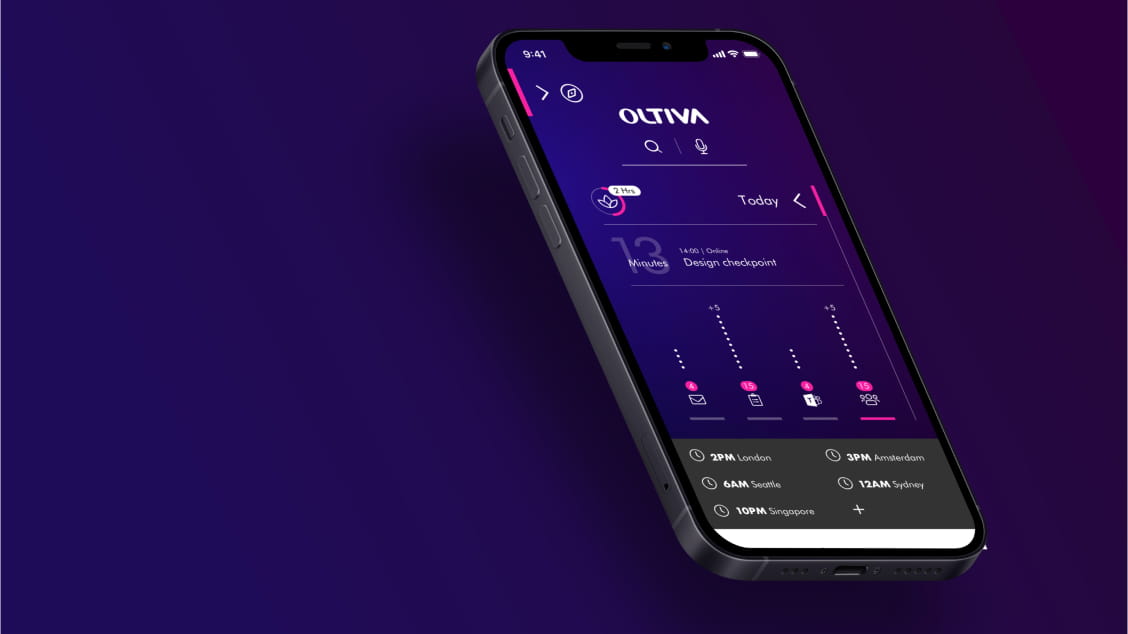 9:41
OLTIVA
2 Hrs
Today
13
Minutes
14:00 | Online
Design checkpoint
+5 +5
4 15 4 15
2PM London 3PM Amsterdam
6AM Seattle 12AM Sydney
10PM Singapore +